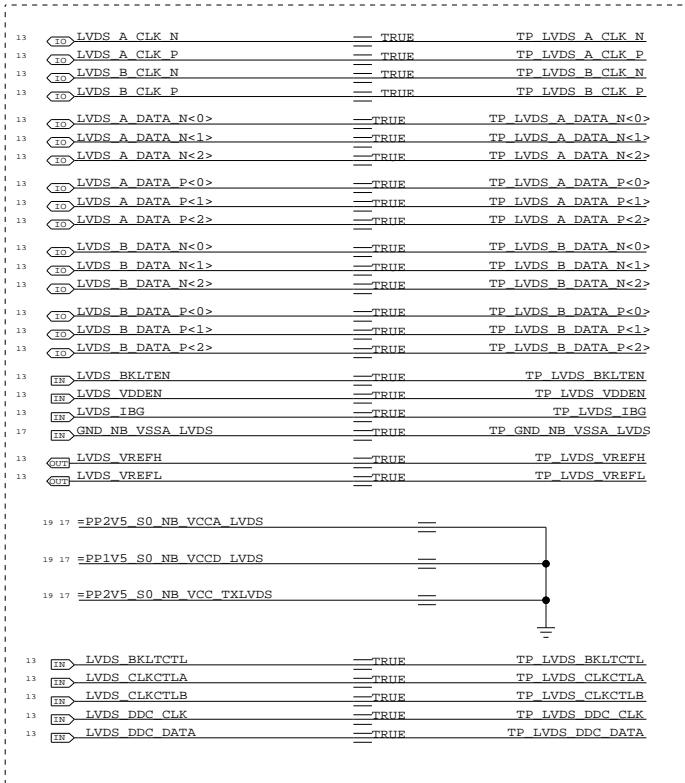 13 IO LVDS_A_CLK_N TRUE TP_LVDS_A_CLK_N
13 IO LVDS_A_CLK_P TRUE TP_LVDS_A_CLK_P
13 IO LVDS_B_CLK_N TRUE TP_LVDS_B_CLK_N
13 IO LVDS_B_CLK_P TRUE TP_LVDS_B_CLK_P
13 IO LVDS_A_DATA_N<0> TRUE TP_LVDS_A_DATA_N<0>
13 IO LVDS_A_DATA_N<1> TRUE TP_LVDS_A_DATA_N<1>
13 IO LVDS_A_DATA_N<2> TRUE TP_LVDS_A_DATA_N<2>
13 IO LVDS_A_DATA_P<0> TRUE TP_LVDS_A_DATA_P<0>
13 IO LVDS_A_DATA_P<1> TRUE TP_LVDS_A_DATA_P<1>
13 IO LVDS_A_DATA_P<2> TRUE TP_LVDS_A_DATA_P<2>
13 IO LVDS_B_DATA_N<0> TRUE TP_LVDS_B_DATA_N<0>
13 IO LVDS_B_DATA_N<1> TRUE TP_LVDS_B_DATA_N<1>
13 IO LVDS_B_DATA_N<2> TRUE TP_LVDS_B_DATA_N<2>
13 IO LVDS_B_DATA_P<0> TRUE TP_LVDS_B_DATA_P<0>
13 IO LVDS_B_DATA_P<1> TRUE TP_LVDS_B_DATA_P<1>
13 IO LVDS_B_DATA_P<2> TRUE TP_LVDS_B_DATA_P<2>
13 IN LVDS_BKLTEN TRUE TP_LVDS_BKLTEN
13 IN LVDS_VDDEN TRUE TP_LVDS_VDDEN
13 IN LVDS_IBG TRUE TP_LVDS_IBG
17 IN GND_NB_VSSA_LVDS TRUE TP_GND_NB_VSSA_LVDS
13 OUT LVDS_VREFH TRUE TP_LVDS_VREFH
13 OUT LVDS_VREFL TRUE TP_LVDS_VREFL
19 17 =PP2V5_S0_NB_VCCA_LVDS
19 17 =PP1V5_S0_NB_VCCD_LVDS
19 17 =PP2V5_S0_NB_VCC_TXLVDS
13 IN LVDS_BKLTCTL TRUE TP_LVDS_BKLTCTL
13 IN LVDS_CLKCTLA TRUE TP_LVDS_CLKCTLA
13 IN LVDS_CLKCTLB TRUE TP_LVDS_CLKCTLB
13 IN LVDS_DDC_CLK TRUE TP_LVDS_DDC_CLK
13 IN LVDS_DDC_DATA TRUE TP_LVDS_DDC_DATA